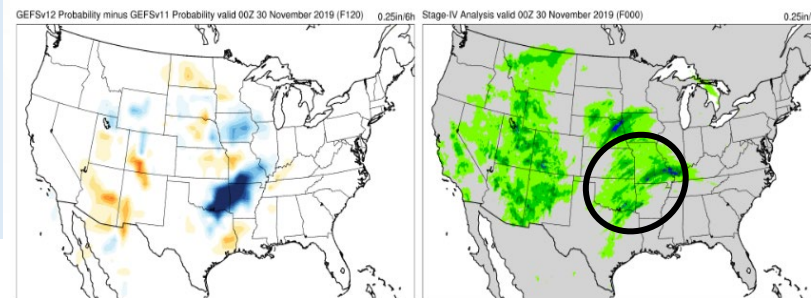 GEFSv12 Probability minus GEFSv11 Probability valid 00Z 30 November 2019 (F120) 0.25in/6h
Stage-IV Analysis valid 00Z 30 November 2019 (F000) 0.25in/